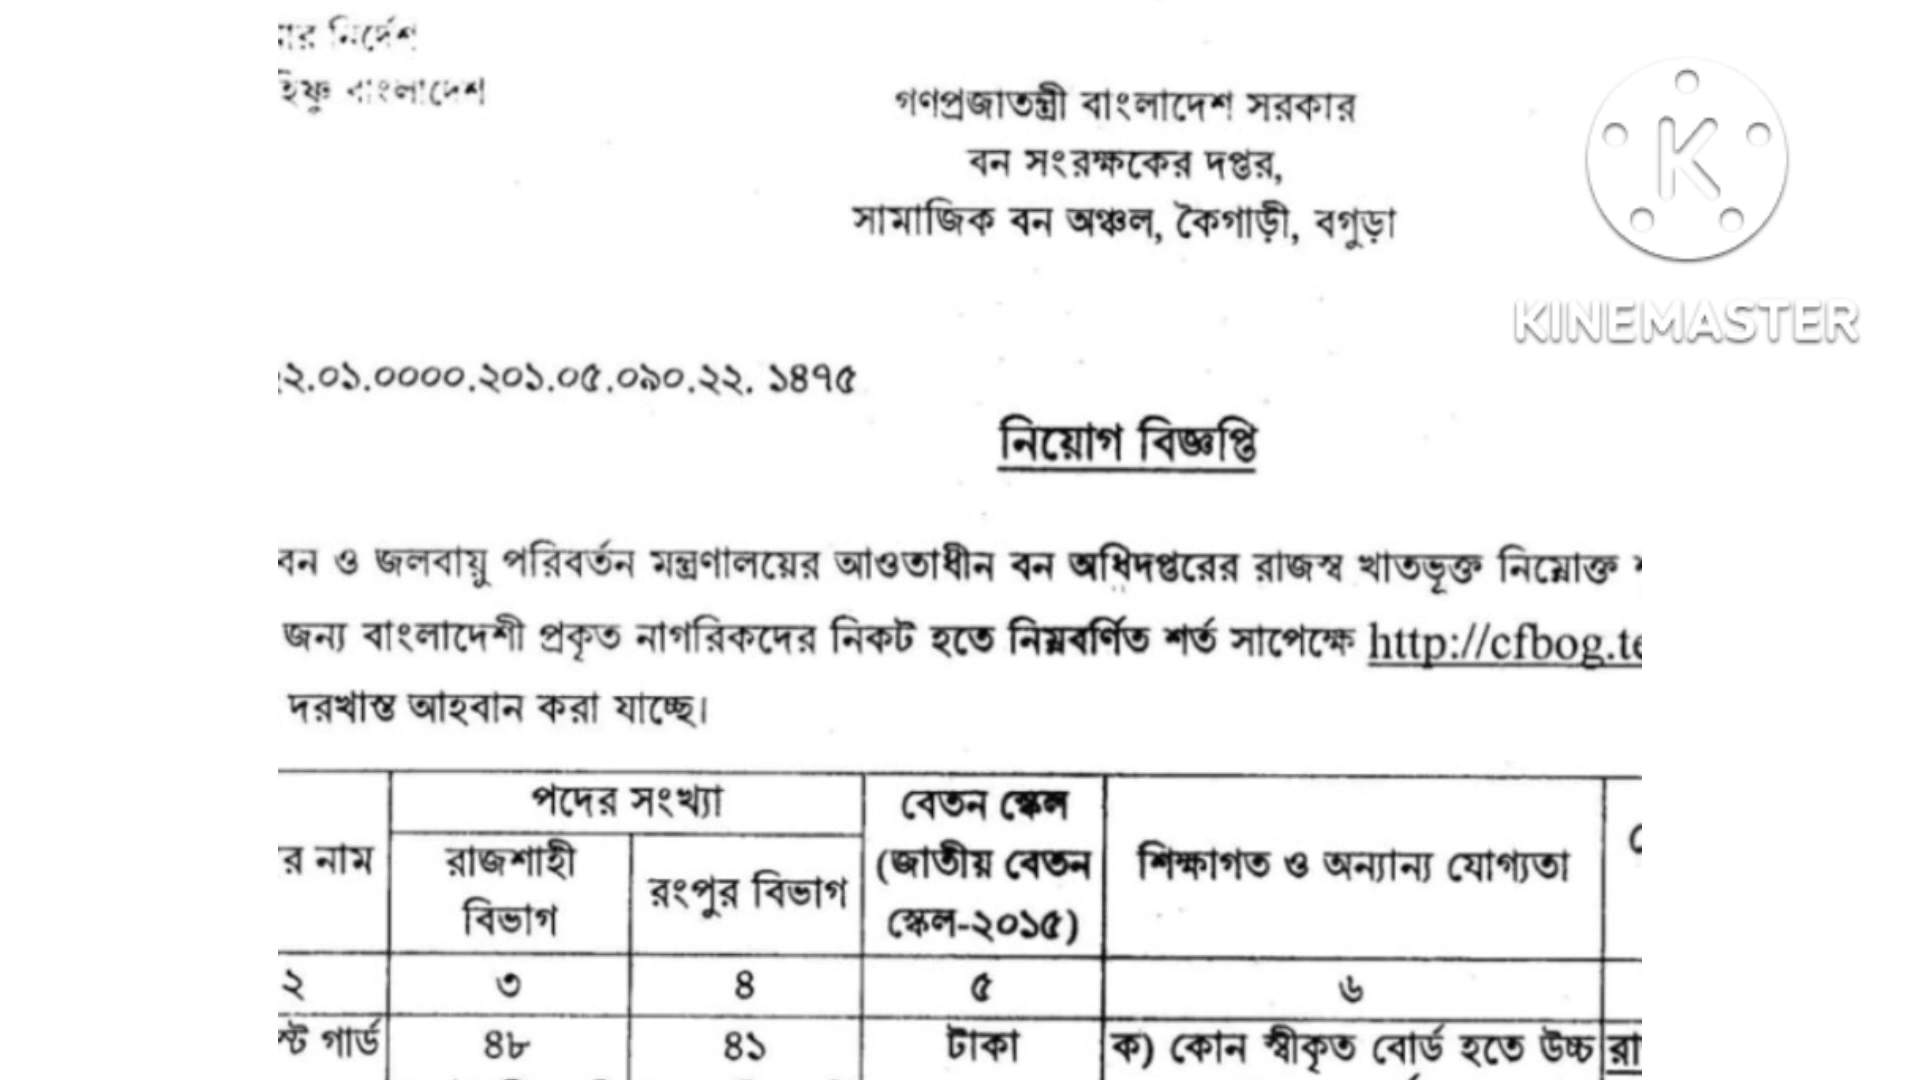 নির্দেশ
বাংলাদেশ
গণপ্রজাতন্ত্রী বাংলাদেশ সরকার
বন সংরক্ষকের দপ্তর,
সামাজিক বন অঞ্চল, কৈগাড়ী, বগুড়া
KINEMASTER
২.০১.০০০০.২০১.০৫.০৯০.২২. ১৪৭৫
নিয়োগ বিজ্ঞপ্তি
বন ও জলবায়ু পরিবর্তন মন্ত্রণালয়ের আওতাধীন বন অধিদপ্তরের রাজস্ব খাতভূক্ত নিম্নোক্ত
জন্য বাংলাদেশী প্রকৃত নাগরিকদের নিকট হতে নিম্নবর্ণিত শর্ত সাপেক্ষে http://cfbog.te
দরখাস্ত আহবান করা যাচ্ছে।
র নাম
পদের সংখ্যা
রাজশাহী
বিভাগ
রংপুর বিভাগ
বেতন স্কেল
(জাতীয় বেতন
স্কেল-২০১৫)
শিক্ষাগত ও অন্যান্য যোগ্যতা
২ ৩ ৪ ৫ ৬
স্ট গার্ড ৪৮ ৪১ টাকা ক) কোন স্বীকৃত বোর্ড হতে উচ্চ রা